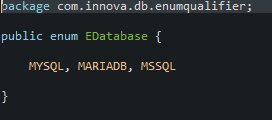 package com.innova.db.enumqualifier;
public enum EDatabase {
MYSQL, MARIADB, MSSQL
}